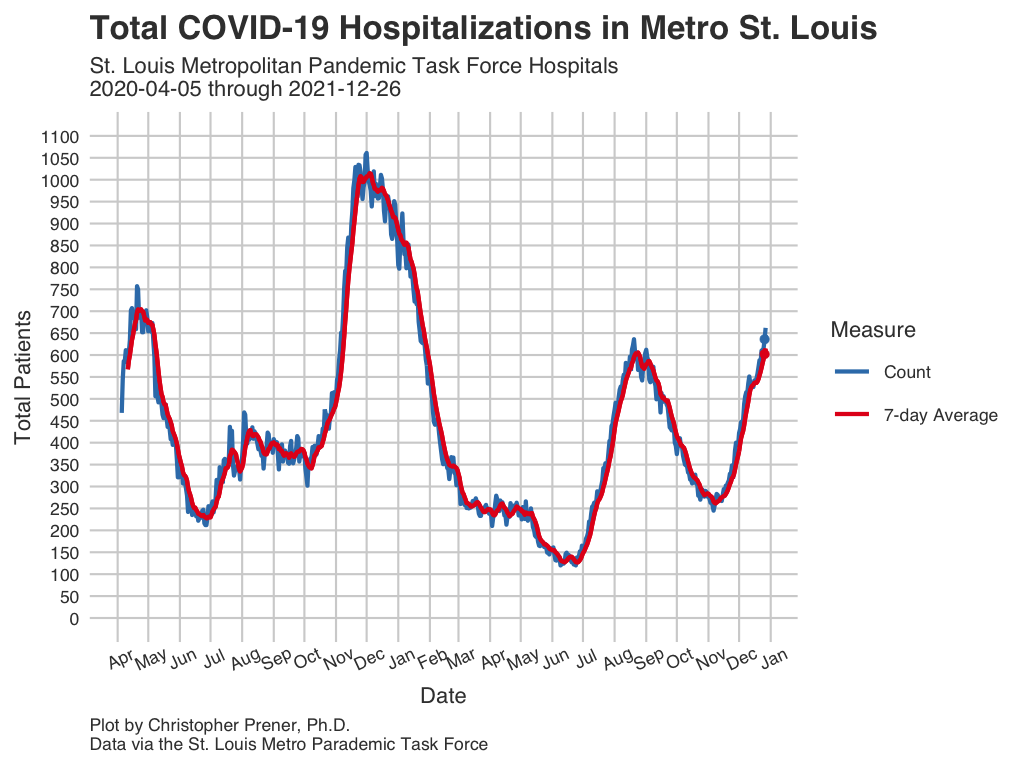 Total COVID-19 Hospitalizations in Metro St. Louis
St. Louis Metropolitan Pandemic Task Force Hospitals
2020-04-05 through 2021-12-26
1100
1050
1000
950
900
850
800
750
700
650
600
550
500
450
400
350
300
250
200
150
100
50
0
Total Patients
Apr May Jun Jul Aug Sep Oct Nov Dec Jan Feb Mar Apr May Jun Jul Aug Sep Oct Nov Dec Jan
Date
Measure
Count
7-day Average
Plot by Christopher Prener, Ph.D.
Data via the St. Louis Metro Parademic Task Force